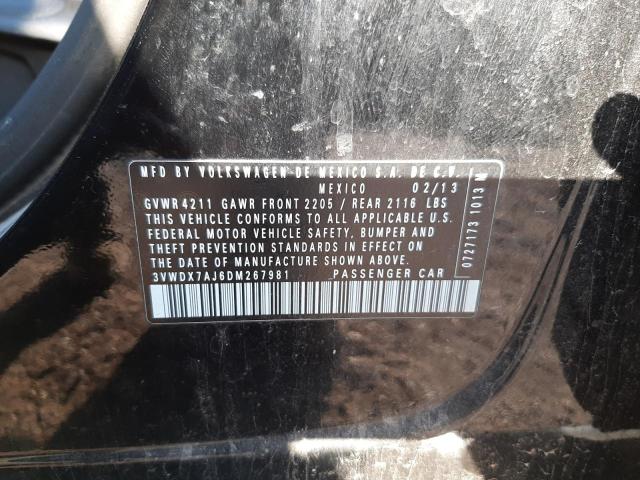 MFD BY VOLKSWAGEN DE MEXICO S.A. DE C.V.
MEXICO 02/13
GVWR 4211 GAWR FRONT 2205 / REAR 2116 LBS
THIS VEHICLE CONFORMS TO ALL APPLICABLE U.S.
FEDERAL MOTOR VEHICLE SAFETY, BUMPER AND
THEFT PREVENTION STANDARDS IN EFFECT ON
THE DATE OF MANUFACTURE SHOWN ABOVE.
3VWDX7AJ6DM267981 PASSENGER CAR
0727173 1013 M